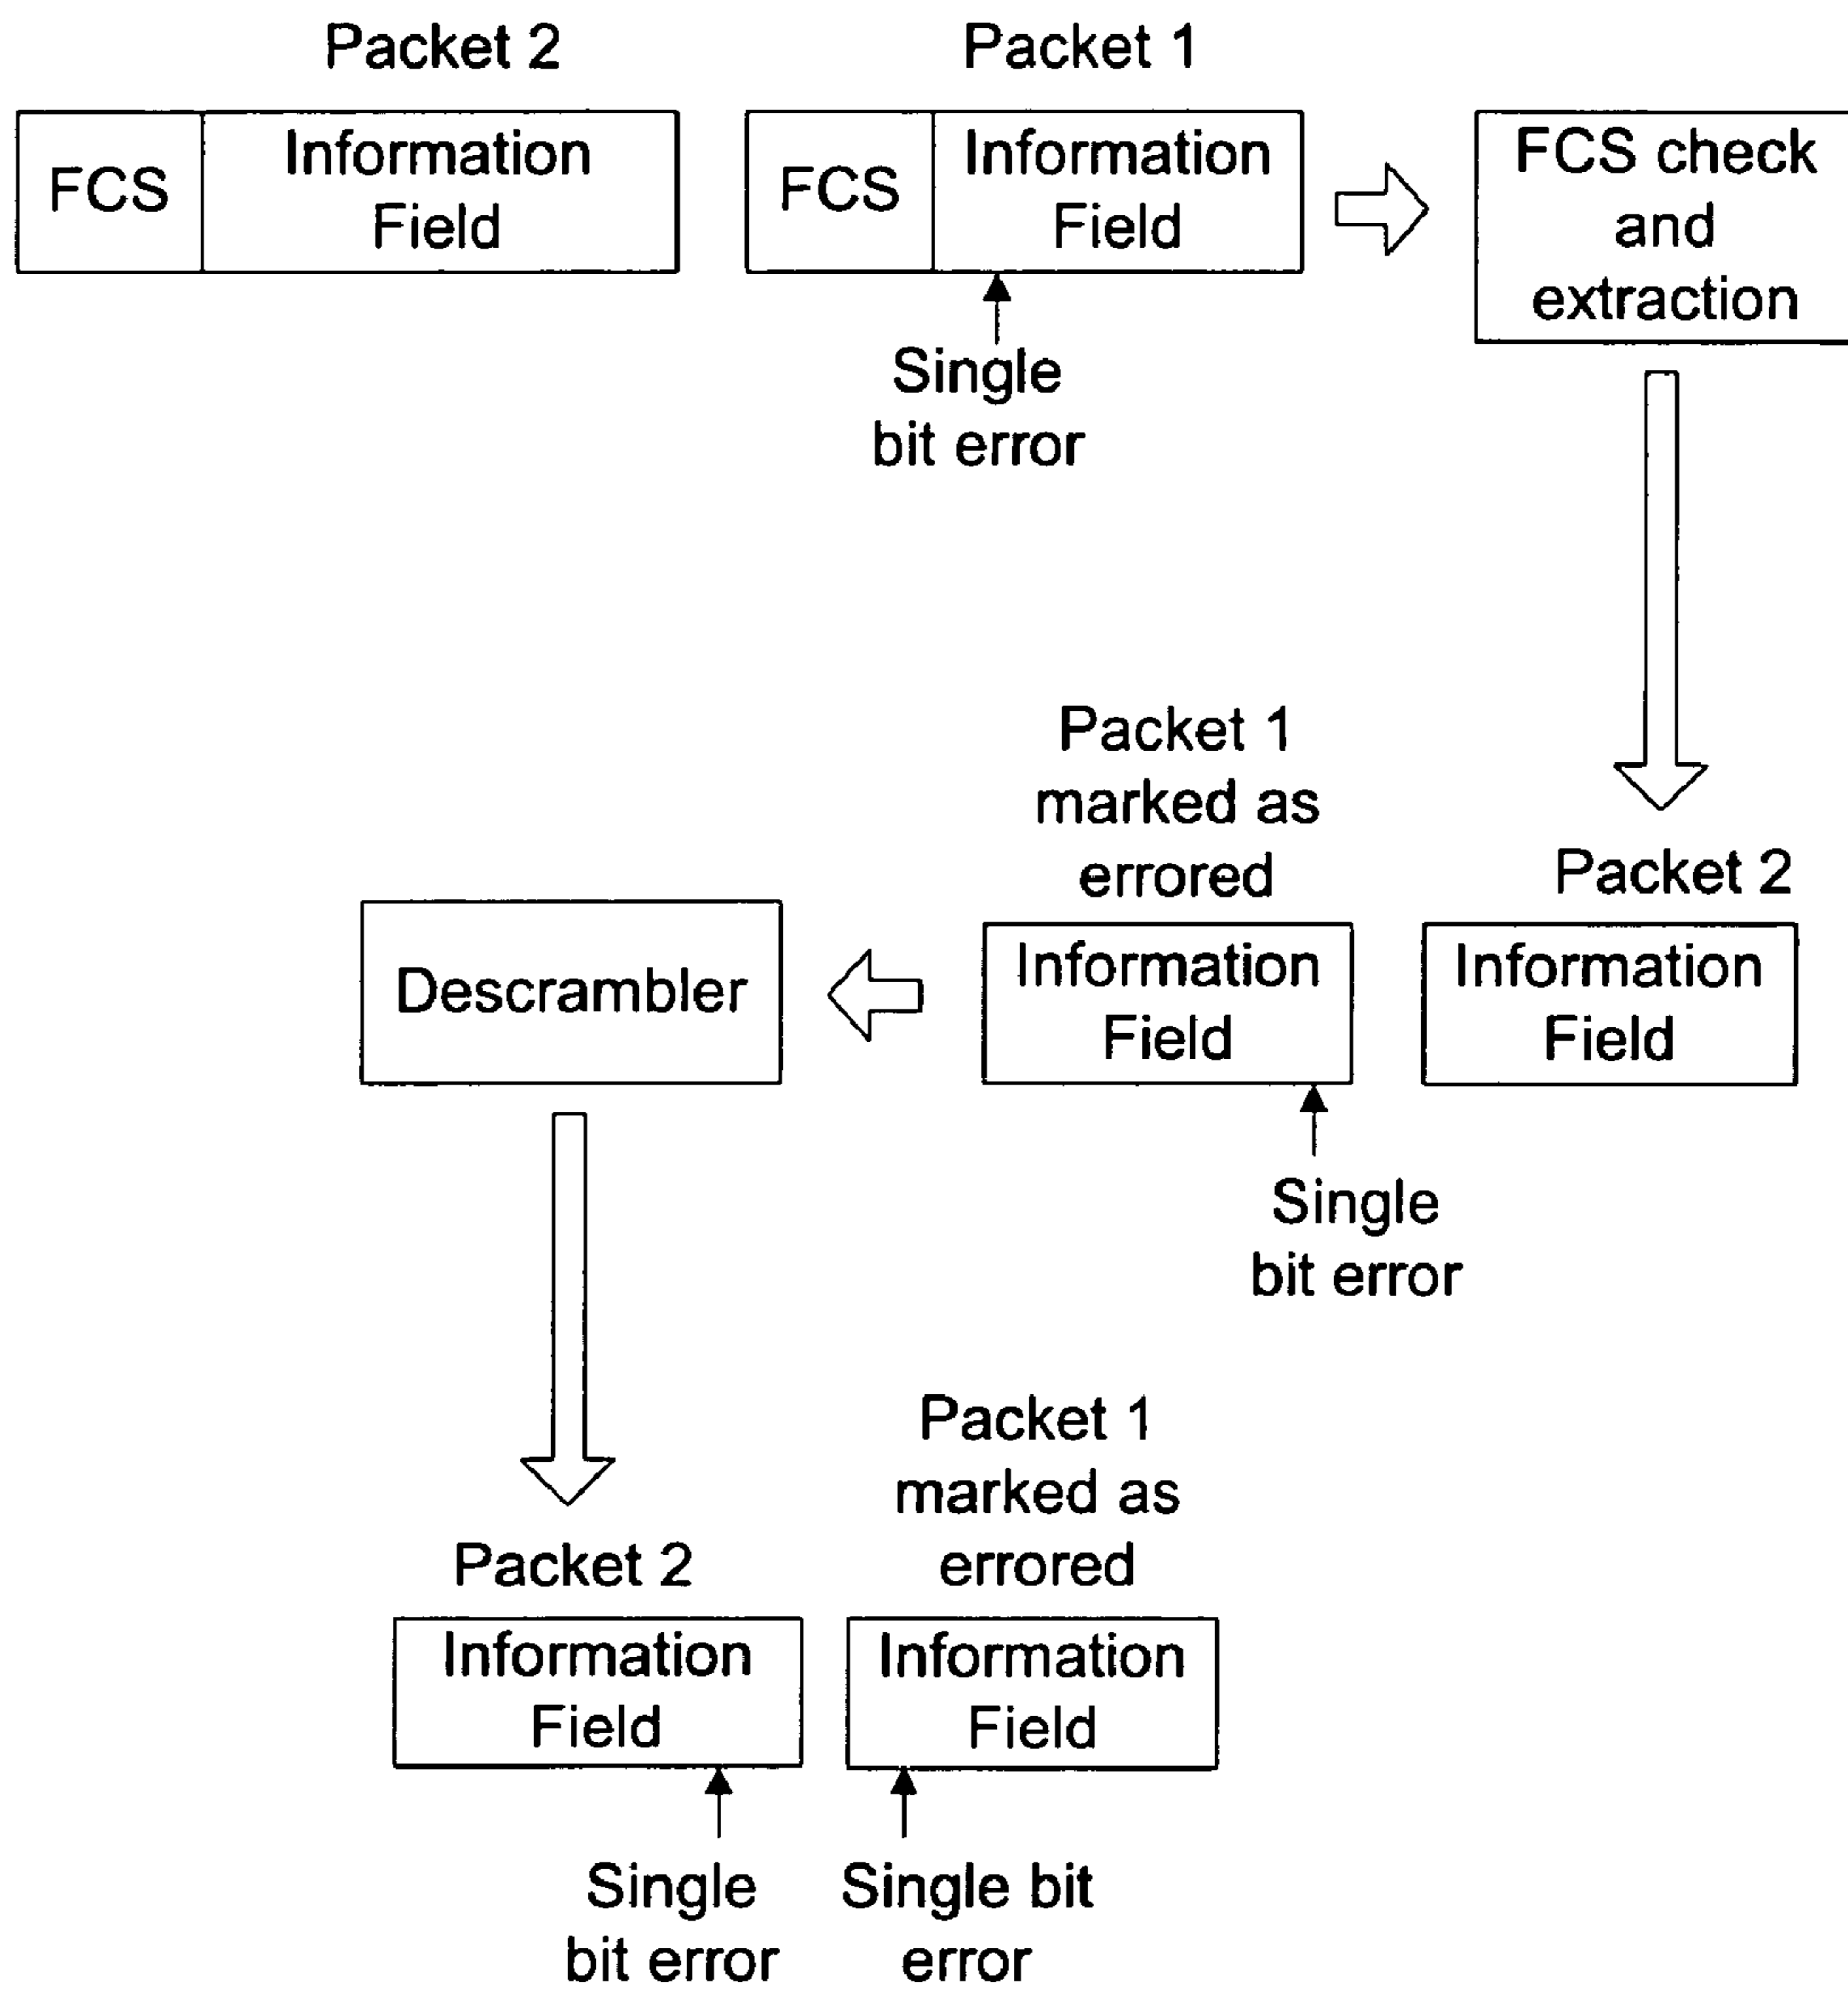 Packet 2
Packet 1
FCS
Information
Field
FCS
Information
Field
FCS check
and
extraction
Single
bit error
Packet 1
marked as
errored
Packet 2
Descrambler
Information
Field
Information
Field
Single
bit error
Packet 1
marked as
errored
Packet 2
Information
Field
Information
Field
Single
bit error
Single bit
error